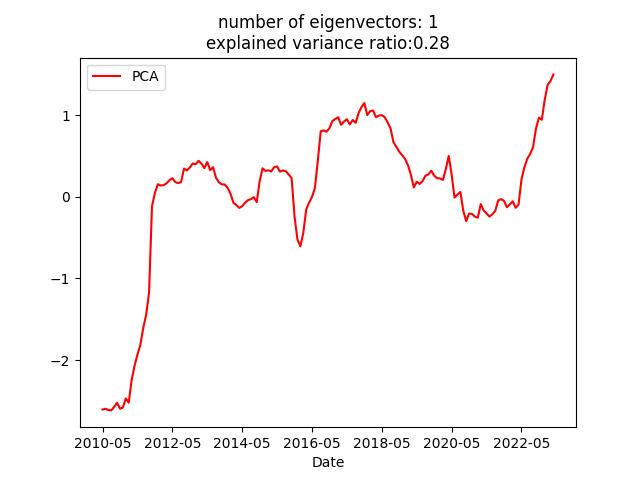 number of eigenvectors: 1
explained variance ratio:0.28
PCA
1
0
−1
−2
2010-05 2012-05 2014-05 2016-05 2018-05 2020-05 2022-05
Date